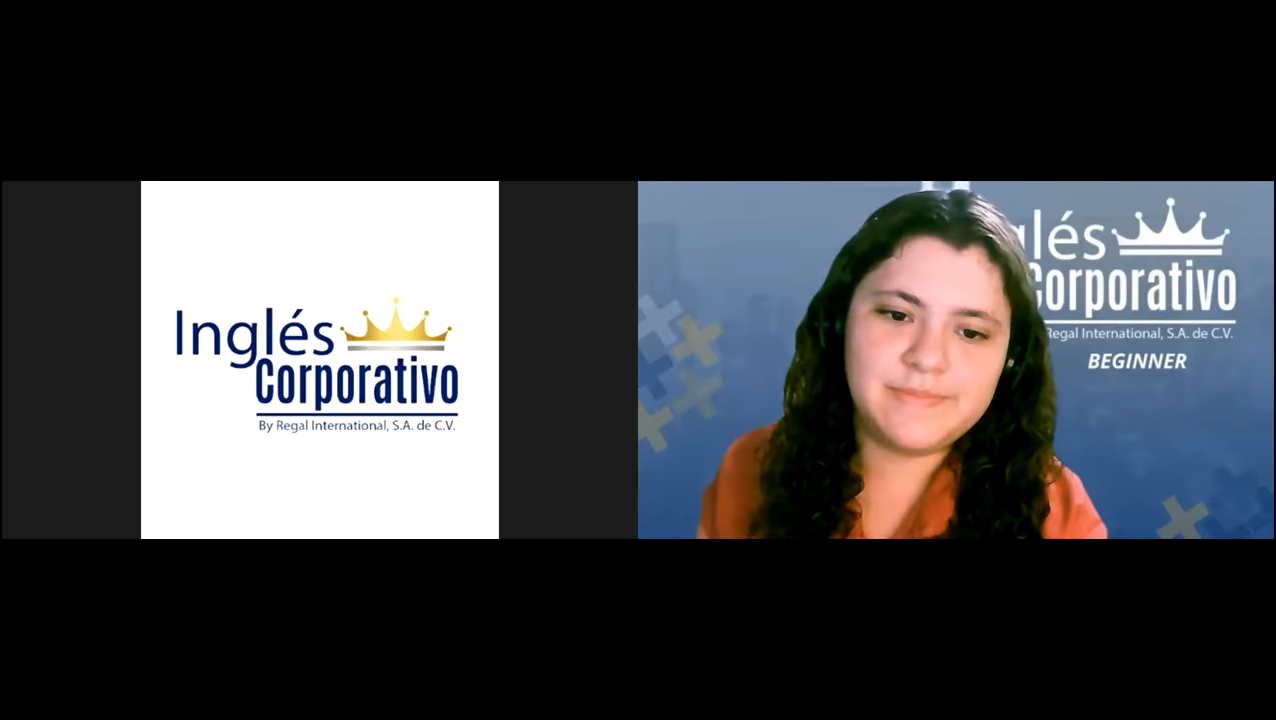 Inglés
Corporativo
By Regal International, S.A. de C.V.
glés
Corporativo
Regal International, S.A. de C.V.
BEGINNER